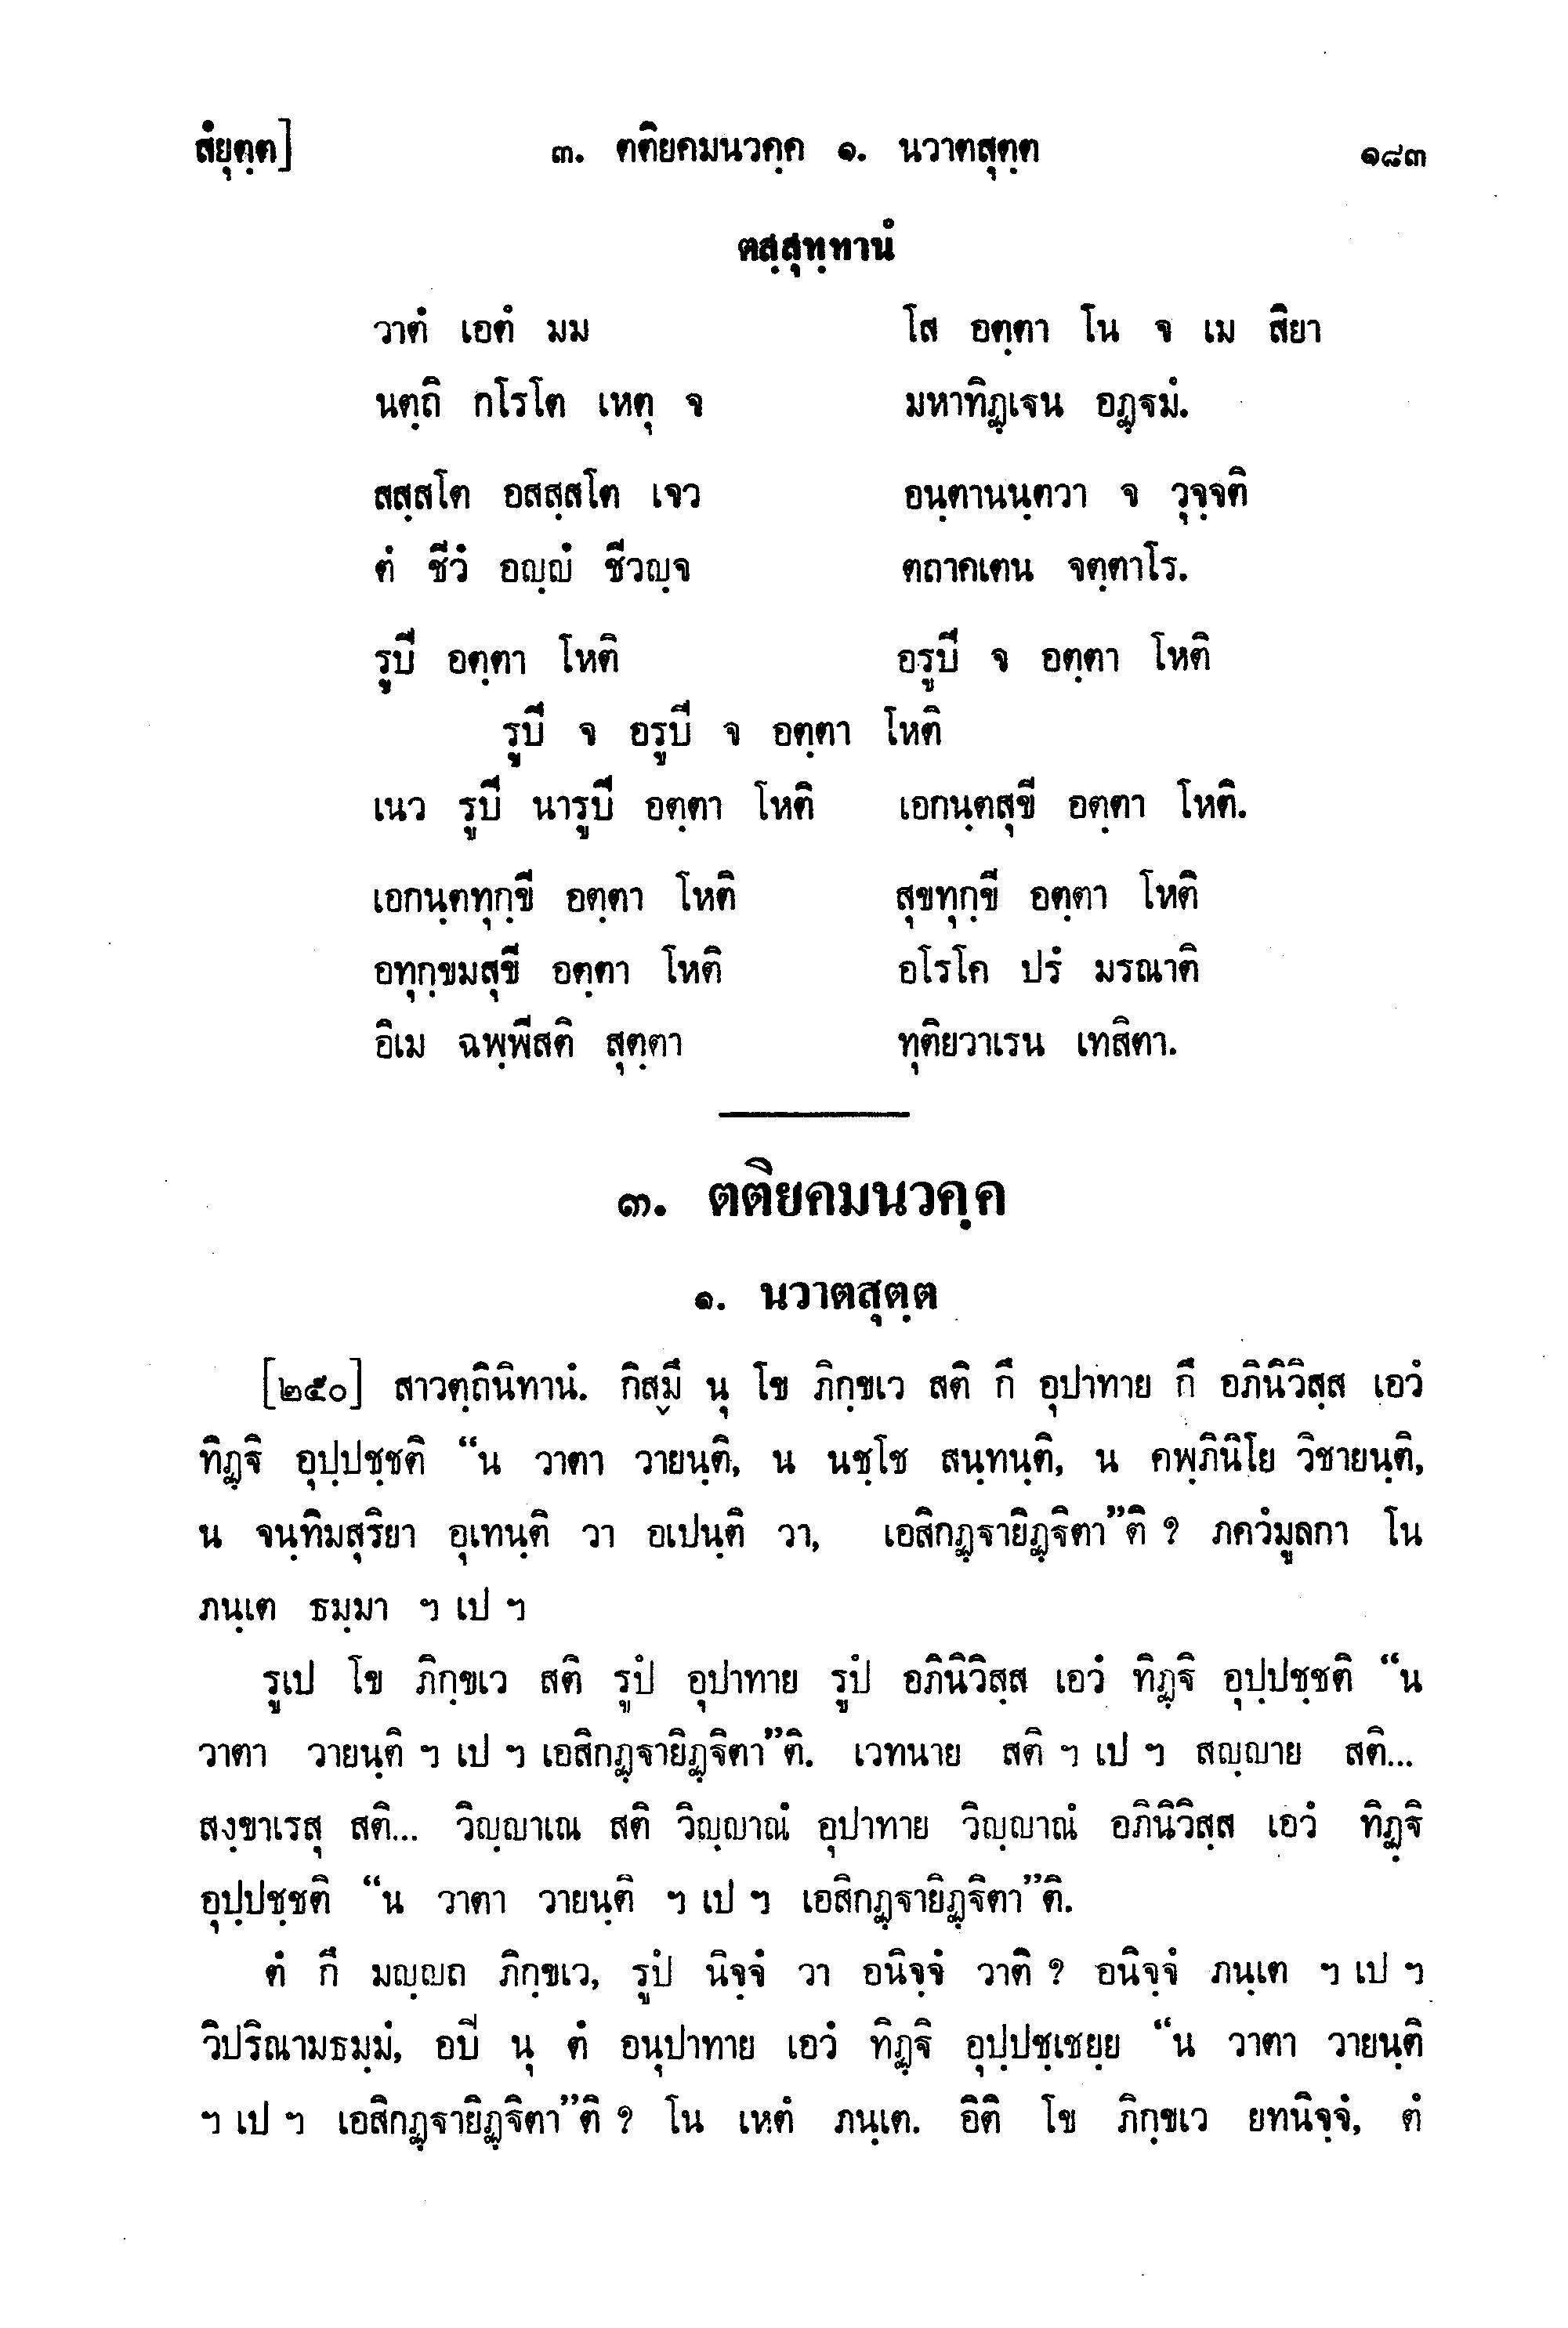 สํยุตฺต] ๓. ตติยคมนวคฺค ๑. นวาตสุตฺต ๑๘๓
ตสฺสุทฺทานํ
วาตํ เอตํ มม โส อตฺตา โน จ เม สิยา
นตฺถิ กโรโต เหตุ จ มหาทิฏฺเฐน อฏฺฐมํ.
สสฺสโต อสสฺสโต เจว อนฺตานนฺตวา จ วุจฺจติ
ตํ ชีวํ อญฺญํ ชีวญฺจ ตถาคเตน จตฺตาโร.
รูปี อตฺตา โหติ อรูปี จ อตฺตา โหติ
รูปี จ อรูปี จ อตฺตา โหติ
เนว รูปี นารูปี อตฺตา โหติ เอกนฺตสุขี อตฺตา โหติ.
เอกนฺตทุกฺขี อตฺตา โหติ สุขทุกฺขี อตฺตา โหติ
อทุกฺขมสุขี อตฺตา โหติ อโรโค ปรํ มรณาติ
อิเม ฉพฺพีสติ สุตฺตา ทุติยวาเรน เทสิตา.
๓. ตติยคมนวคฺค
๑. นวาตสุตฺต
[๒๕๐] สาวตฺถินิทานํ. กิสฺมึ นุ โข ภิกฺขเว สติ กึ อุปาทาย กึ อภินิวิสฺส เอวํ
ทิฏฺฐิ อุปฺปชฺชติ “น วาตา วายนฺติ, น นชฺโช สนฺทนฺติ, น คพฺภินิโย วิชายนฺติ,
น จนฺทิมสุริยา อุเทนฺติ วา อเปนฺติ วา, เอสิกฏฺฐายิฏฺฐิตา”ติ ? ภควํมูลกา โน
ภนฺเต ธมฺมา ฯ เป ฯ
รูเป โข ภิกฺขเว สติ รูปํ อุปาทาย รูปํ อภินิวิสฺส เอวํ ทิฏฺฐิ อุปฺปชฺชติ “น
วาตา วายนฺติ ฯ เป ฯ เอสิกฏฺฐายิฏฺฐิตา”ติ. เวทนาย สติ ฯ เป ฯ สญฺญาย สติ...
สงฺขาเรสุ สติ... วิญฺญาเณ สติ วิญฺญาณํ อุปาทาย วิญฺญาณํ อภินิวิสฺส เอวํ ทิฏฺฐิ
อุปฺปชฺชติ “น วาตา วายนฺติ ฯ เป ฯ เอสิกฏฺฐายิฏฺฐิตา”ติ.
ตํ กึ มญฺญถ ภิกฺขเว, รูปํ นิจฺจํ วา อนิจฺจํ วาติ ? อนิจฺจํ ภนฺเต ฯ เป ฯ
วิปริณามธมฺมํ, อปี นุ ตํ อนุปาทาย เอวํ ทิฏฺฐิ อุปฺปชฺเชยฺย “น วาตา วายนฺติ
ฯ เป ฯ เอสิกฏฺฐายิฏฺฐิตา”ติ ? โน เหตํ ภนฺเต. อิติ โข ภิกฺขเว ยทนิจฺจํ, ตํ